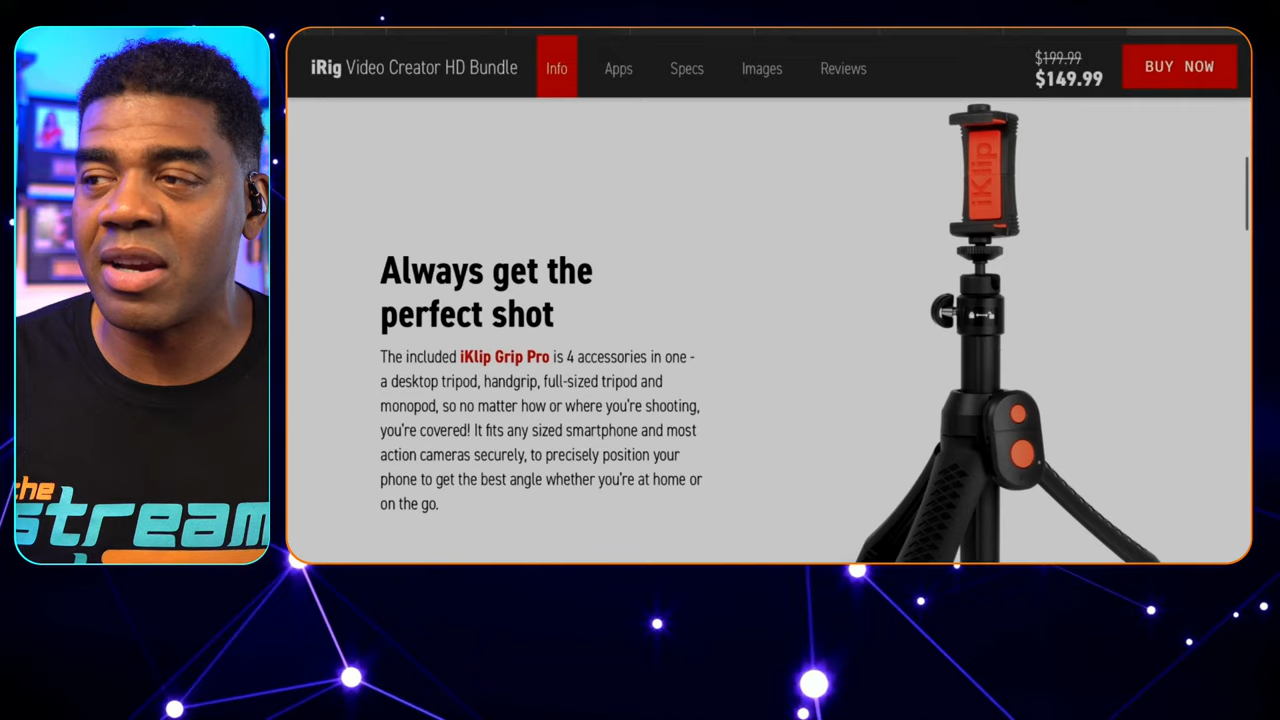 iRig Video Creator HD Bundle
Info
Apps
Specs
Images
Reviews
$199.99
$149.99
BUY NOW
iKlip
Always get the
perfect shot
The included iKlip Grip Pro is 4 accessories in one -
a desktop tripod, handgrip, full-sized tripod and
monopod, so no matter how or where you're shooting,
you're covered! It fits any sized smartphone and most
action cameras securely, to precisely position your
phone to get the best angle whether you're at home or
on the go.
the
stream